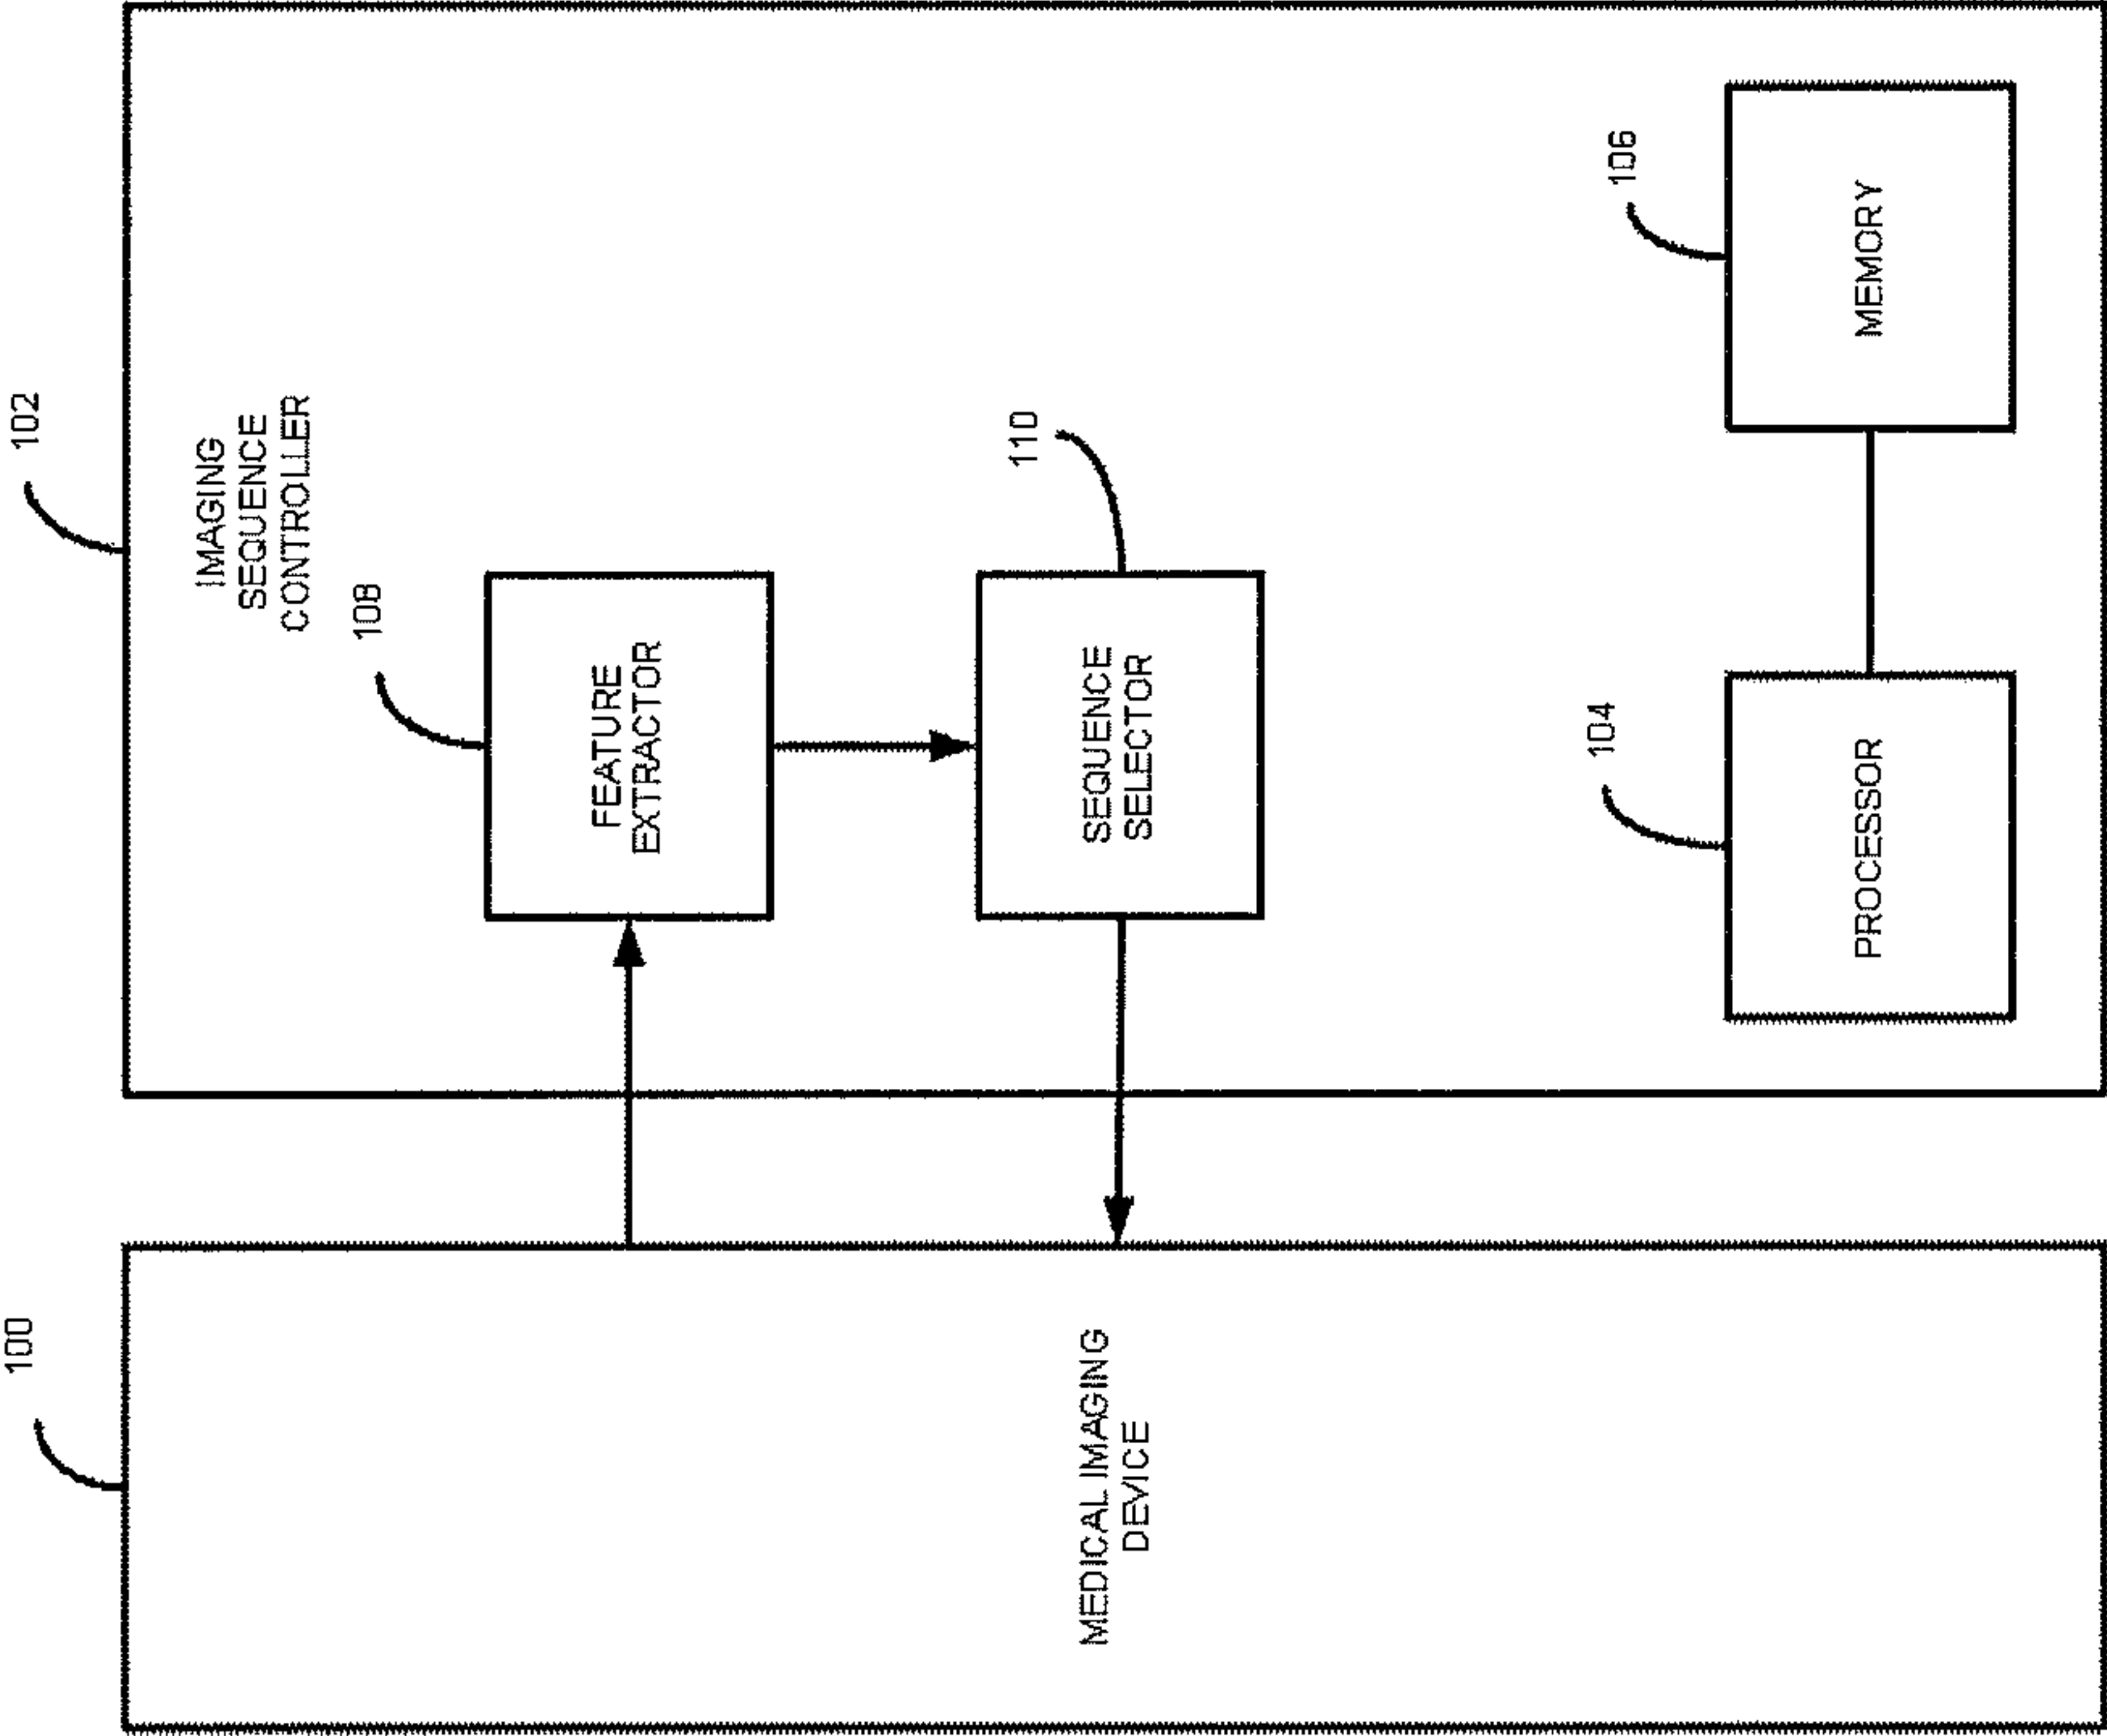 100
MEDICAL IMAGING
DEVICE
102
IMAGING
SEQUENCE
CONTROLLER
108
FEATURE
EXTRACTOR
110
SEQUENCE
SELECTOR
104
PROCESSOR
106
MEMORY